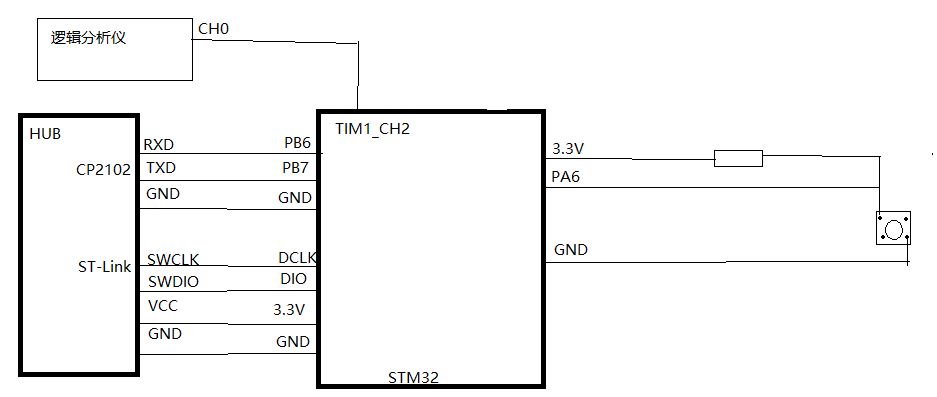 逻辑分析仪
CH0
HUB
CP2102
RXD
TXD
GND
ST-Link
SWCLK
SWDIO
VCC
GND
TIM1_CH2
PB6
PB7
GND
DCLK
DIO
3.3V
GND
STM32
3.3V
PA6
GND